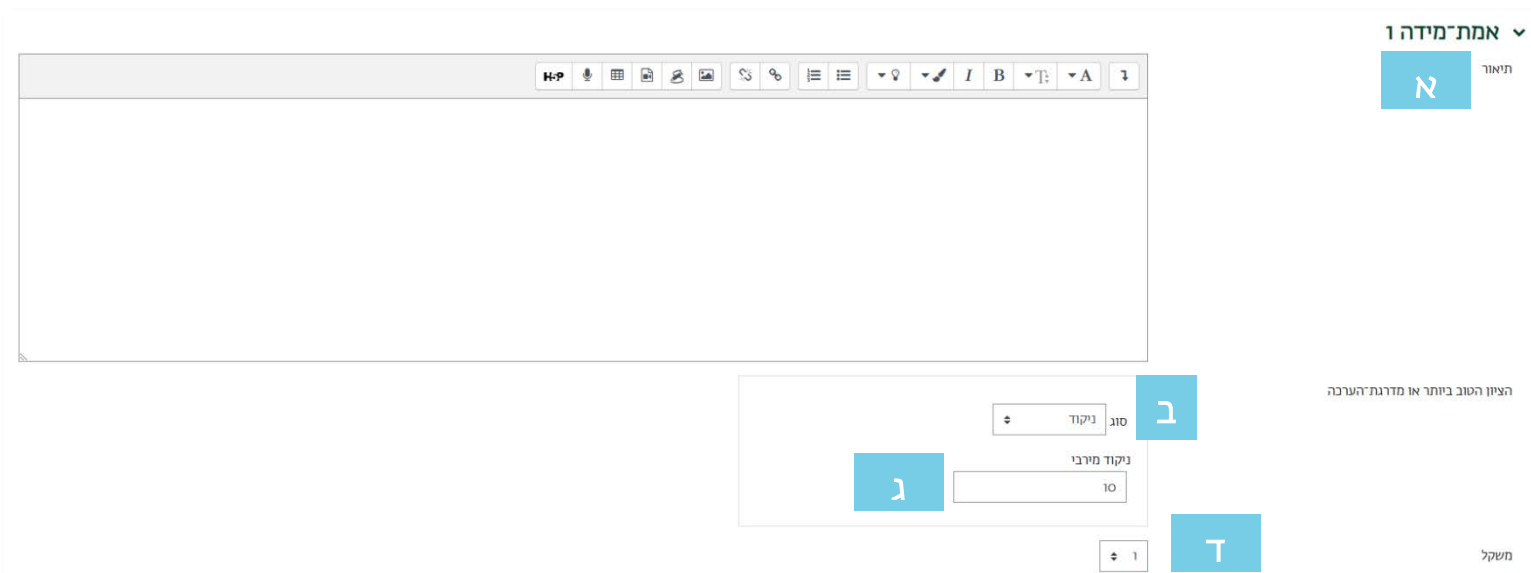 אמת־מידה 1
תיאור
א
H-P
I B T: A
הציון הטוב ביותר או מדרגת־הערכה
ב
סוג ניקוד
ניקוד מירבי
10
ג
ד
משקל
1